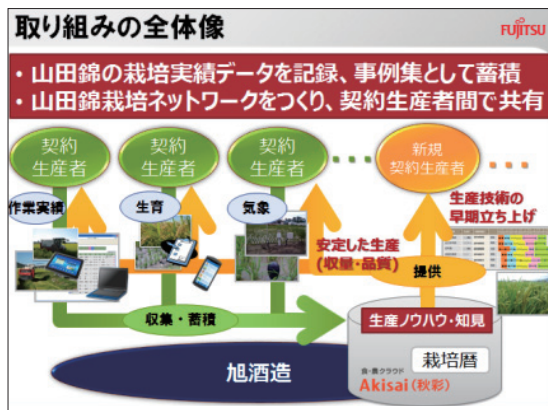 取り組みの全体像
FUJITSU
・山田錦の栽培実績データを記録、事例集として蓄積
・山田錦栽培ネットワークをつくり、契約生産者間で共有
契約
生産者
契約
生産者
契約
生産者
新規
契約生産者
作業実績
生育
気象
生産技術の
早期立ち上げ
安定した生産
(収量・品質)
提供
収集・蓄積
生産ノウハウ・知見
旭酒造
栽培暦
食・農クラウド
Akisai(秋彩)